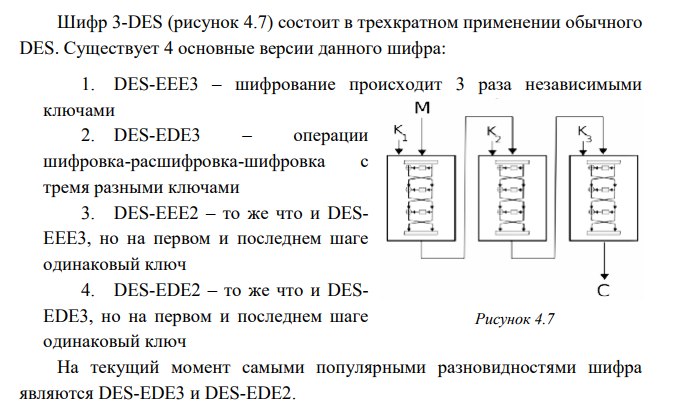 Шифр 3-DES (рисунок 4.7) состоит в трехкратном применении обычного
DES. Существует 4 основные версии данного шифра:
1. DES-EEE3 – шифрование происходит 3 раза независимыми
ключами
2. DES-EDE3 – операции
шифровка-расшифровка-шифровка с
тремя разными ключами
3. DES-EEE2 – то же что и DES-
EEE3, но на первом и последнем шаге
одинаковый ключ
4. DES-EDE2 – то же что и DES-
EDE3, но на первом и последнем шаге
одинаковый ключ
M
K1
K2
K3
C
Рисунок 4.7
На текущий момент самыми популярными разновидностями шифра
являются DES-EDE3 и DES-EDE2.